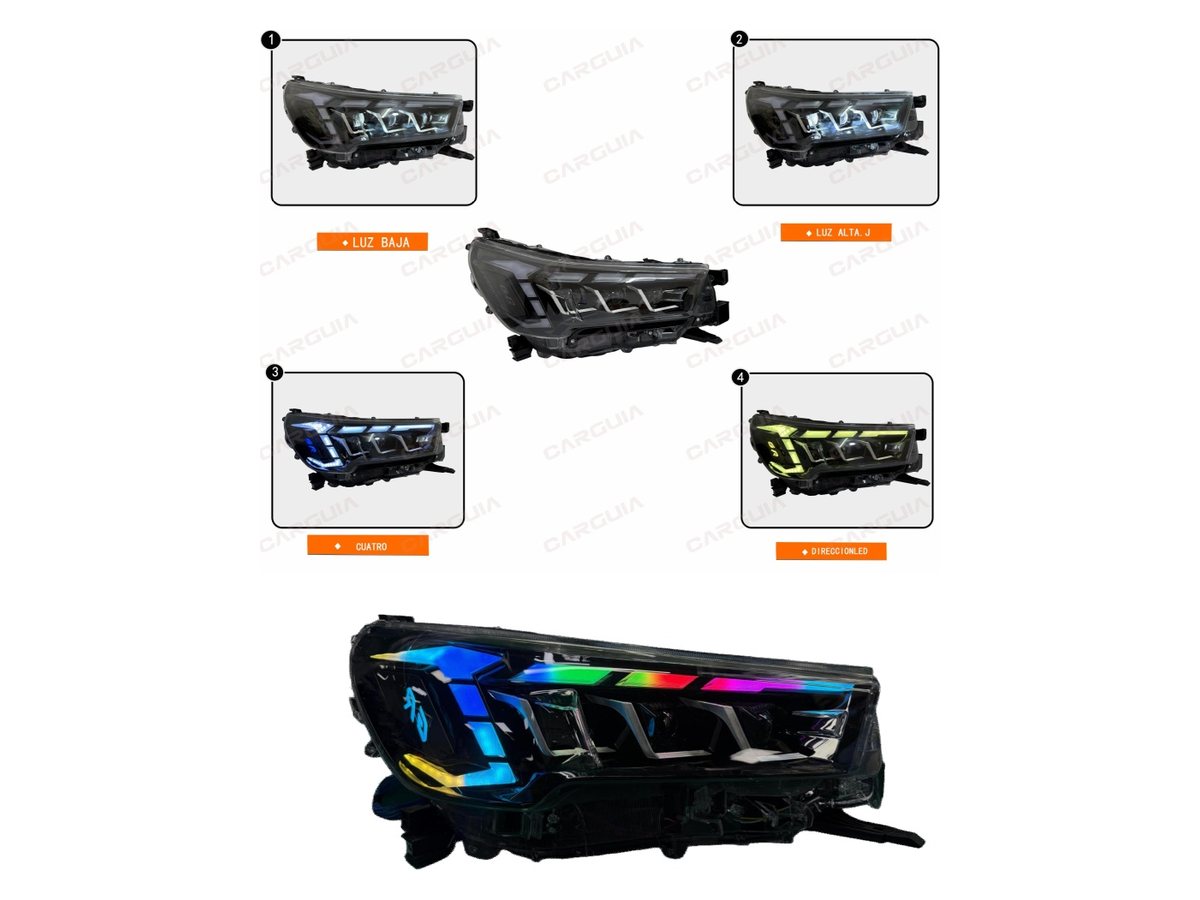 1
2
CARGUIA
◆ LUZ BAJA
◆ LUZ ALTA.J
3
4
◆ CUATRO
◆ DIRECCIONLED